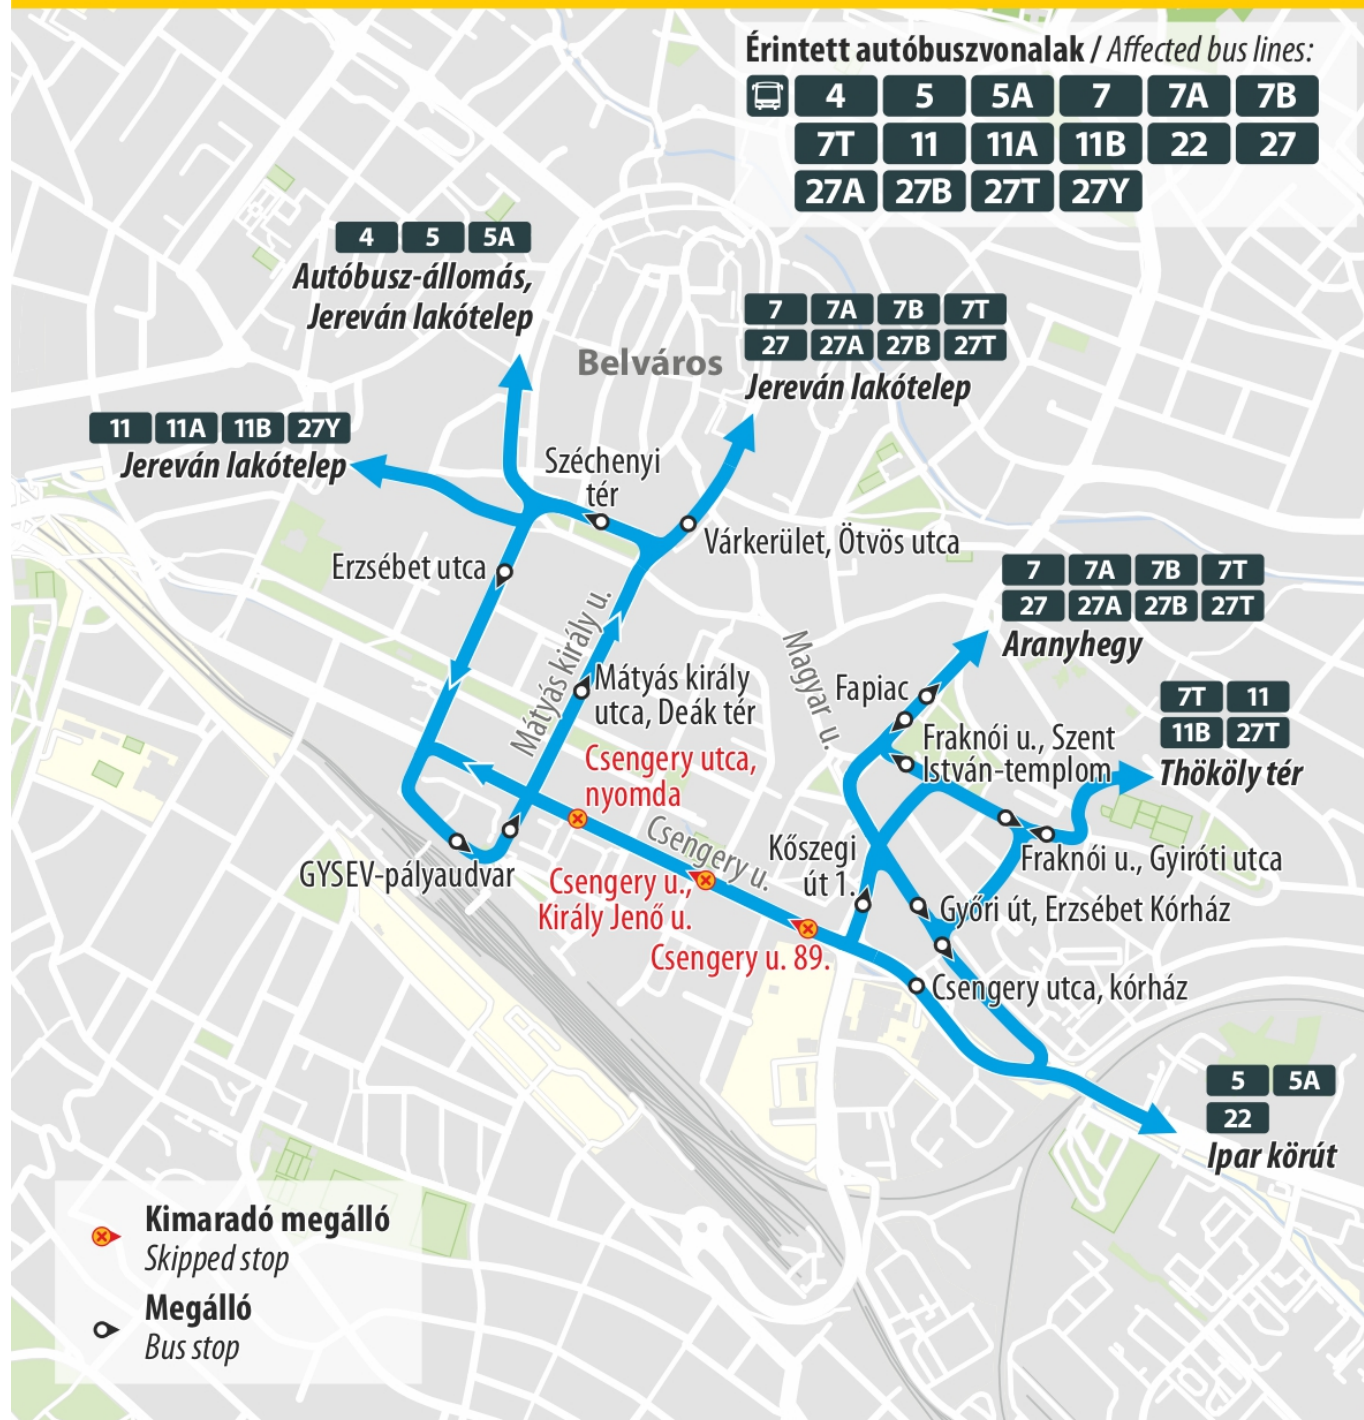 Érintett autóbuszvonalak / Affected bus lines:
4 5 5A 7 7A 7B
7T 11 11A 11B 22 27
27A 27B 27T 27Y
4 5 5A
Autóbusz-állomás,
Jereván lakótelep
7 7A 7B 7T
27 27A 27B 27T
Jereván lakótelep
Belváros
11 11A 11B 27Y
Jereván lakótelep
Széchenyi
tér
Várkerület, Ötvös utca
Erzsébet utca
7 7A 7B 7T
27 27A 27B 27T
Aranyhegy
Mátyás király u.
Magyar u.
Mátyás király
utca, Deák tér
Fapiac
7T 11
11B 27T
Thököly tér
Fraknói u., Szent
István-templom
Csengery utca,
nyomda
Csengery u.
Kőszegi
út 1.
Fraknói u., Gyiróti utca
GYSEV-pályaudvar
Csengery u.,
Király Jenő u.
Győri út, Erzsébet Kórház
Csengery u. 89.
Csengery utca, kórház
5 5A
22
Ipar körút
Kimaradó megálló
Skipped stop
Megálló
Bus stop